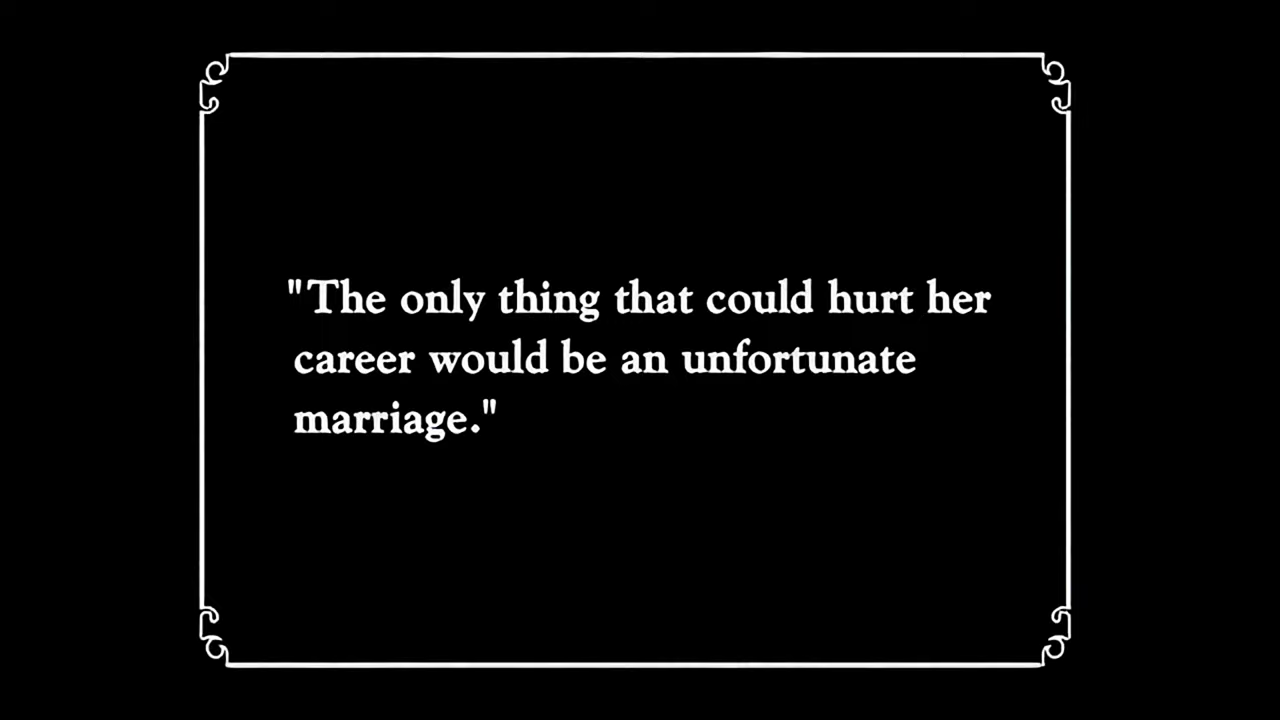 "The only thing that could hurt her
career would be an unfortunate
marriage."